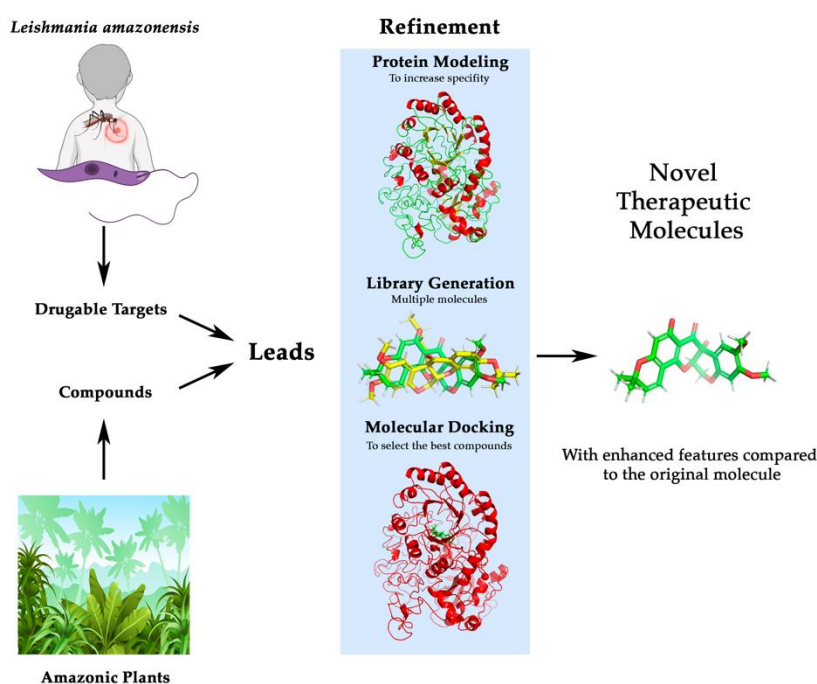 Leishmania amazonensis
Drugable Targets
Compounds
Amazonic Plants
Leads
Refinement
Protein Modeling
To increase specifity
Library Generation
Multiple molecules
Molecular Docking
To select the best compounds
Novel
Therapeutic
Molecules
With enhanced features compared
to the original molecule